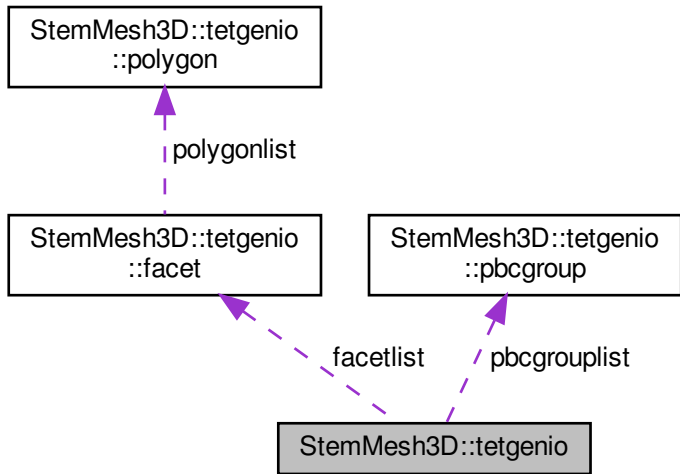 StemMesh3D::tetgenio
::polygon
polygonlist
StemMesh3D::tetgenio
::facet
StemMesh3D::tetgenio
::pbcgroup
facetlist
pbcgrouplist
StemMesh3D::tetgenio